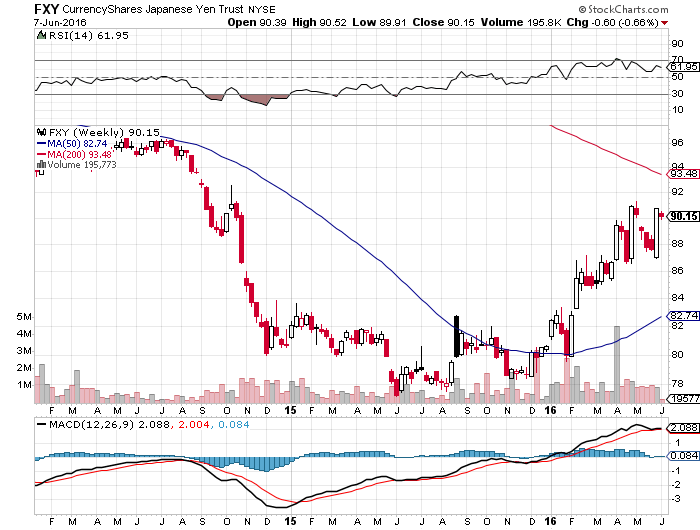 FXY CurrencyShares Japanese Yen Trust NYSE © StockCharts.com
7-Jun-2016 Open 90.39 High 90.52 Low 89.91 Close 90.15 Volume 195.8K Chg -0.60 (-0.66%)
RSI(14) 61.95
90
70
61.95
50
30
10
FXY (Weekly) 90.15
MA(50) 82.74
MA(200) 93.48
Volume 195,773
96
94
93.48
92
90.15
88
86
84
82.74
82
80
78
19577
5M
4M
3M
2M
1M
F M A M J J A S O N D 15 F M A M J J A S O N D 16 F M A M J
MACD(12,26,9) 2.088, 2.004, 0.084
2.088
1
0.084
-1
-2
-3
F M A M J J A S O N D 15 F M A M J J A S O N D 16 F M A M J